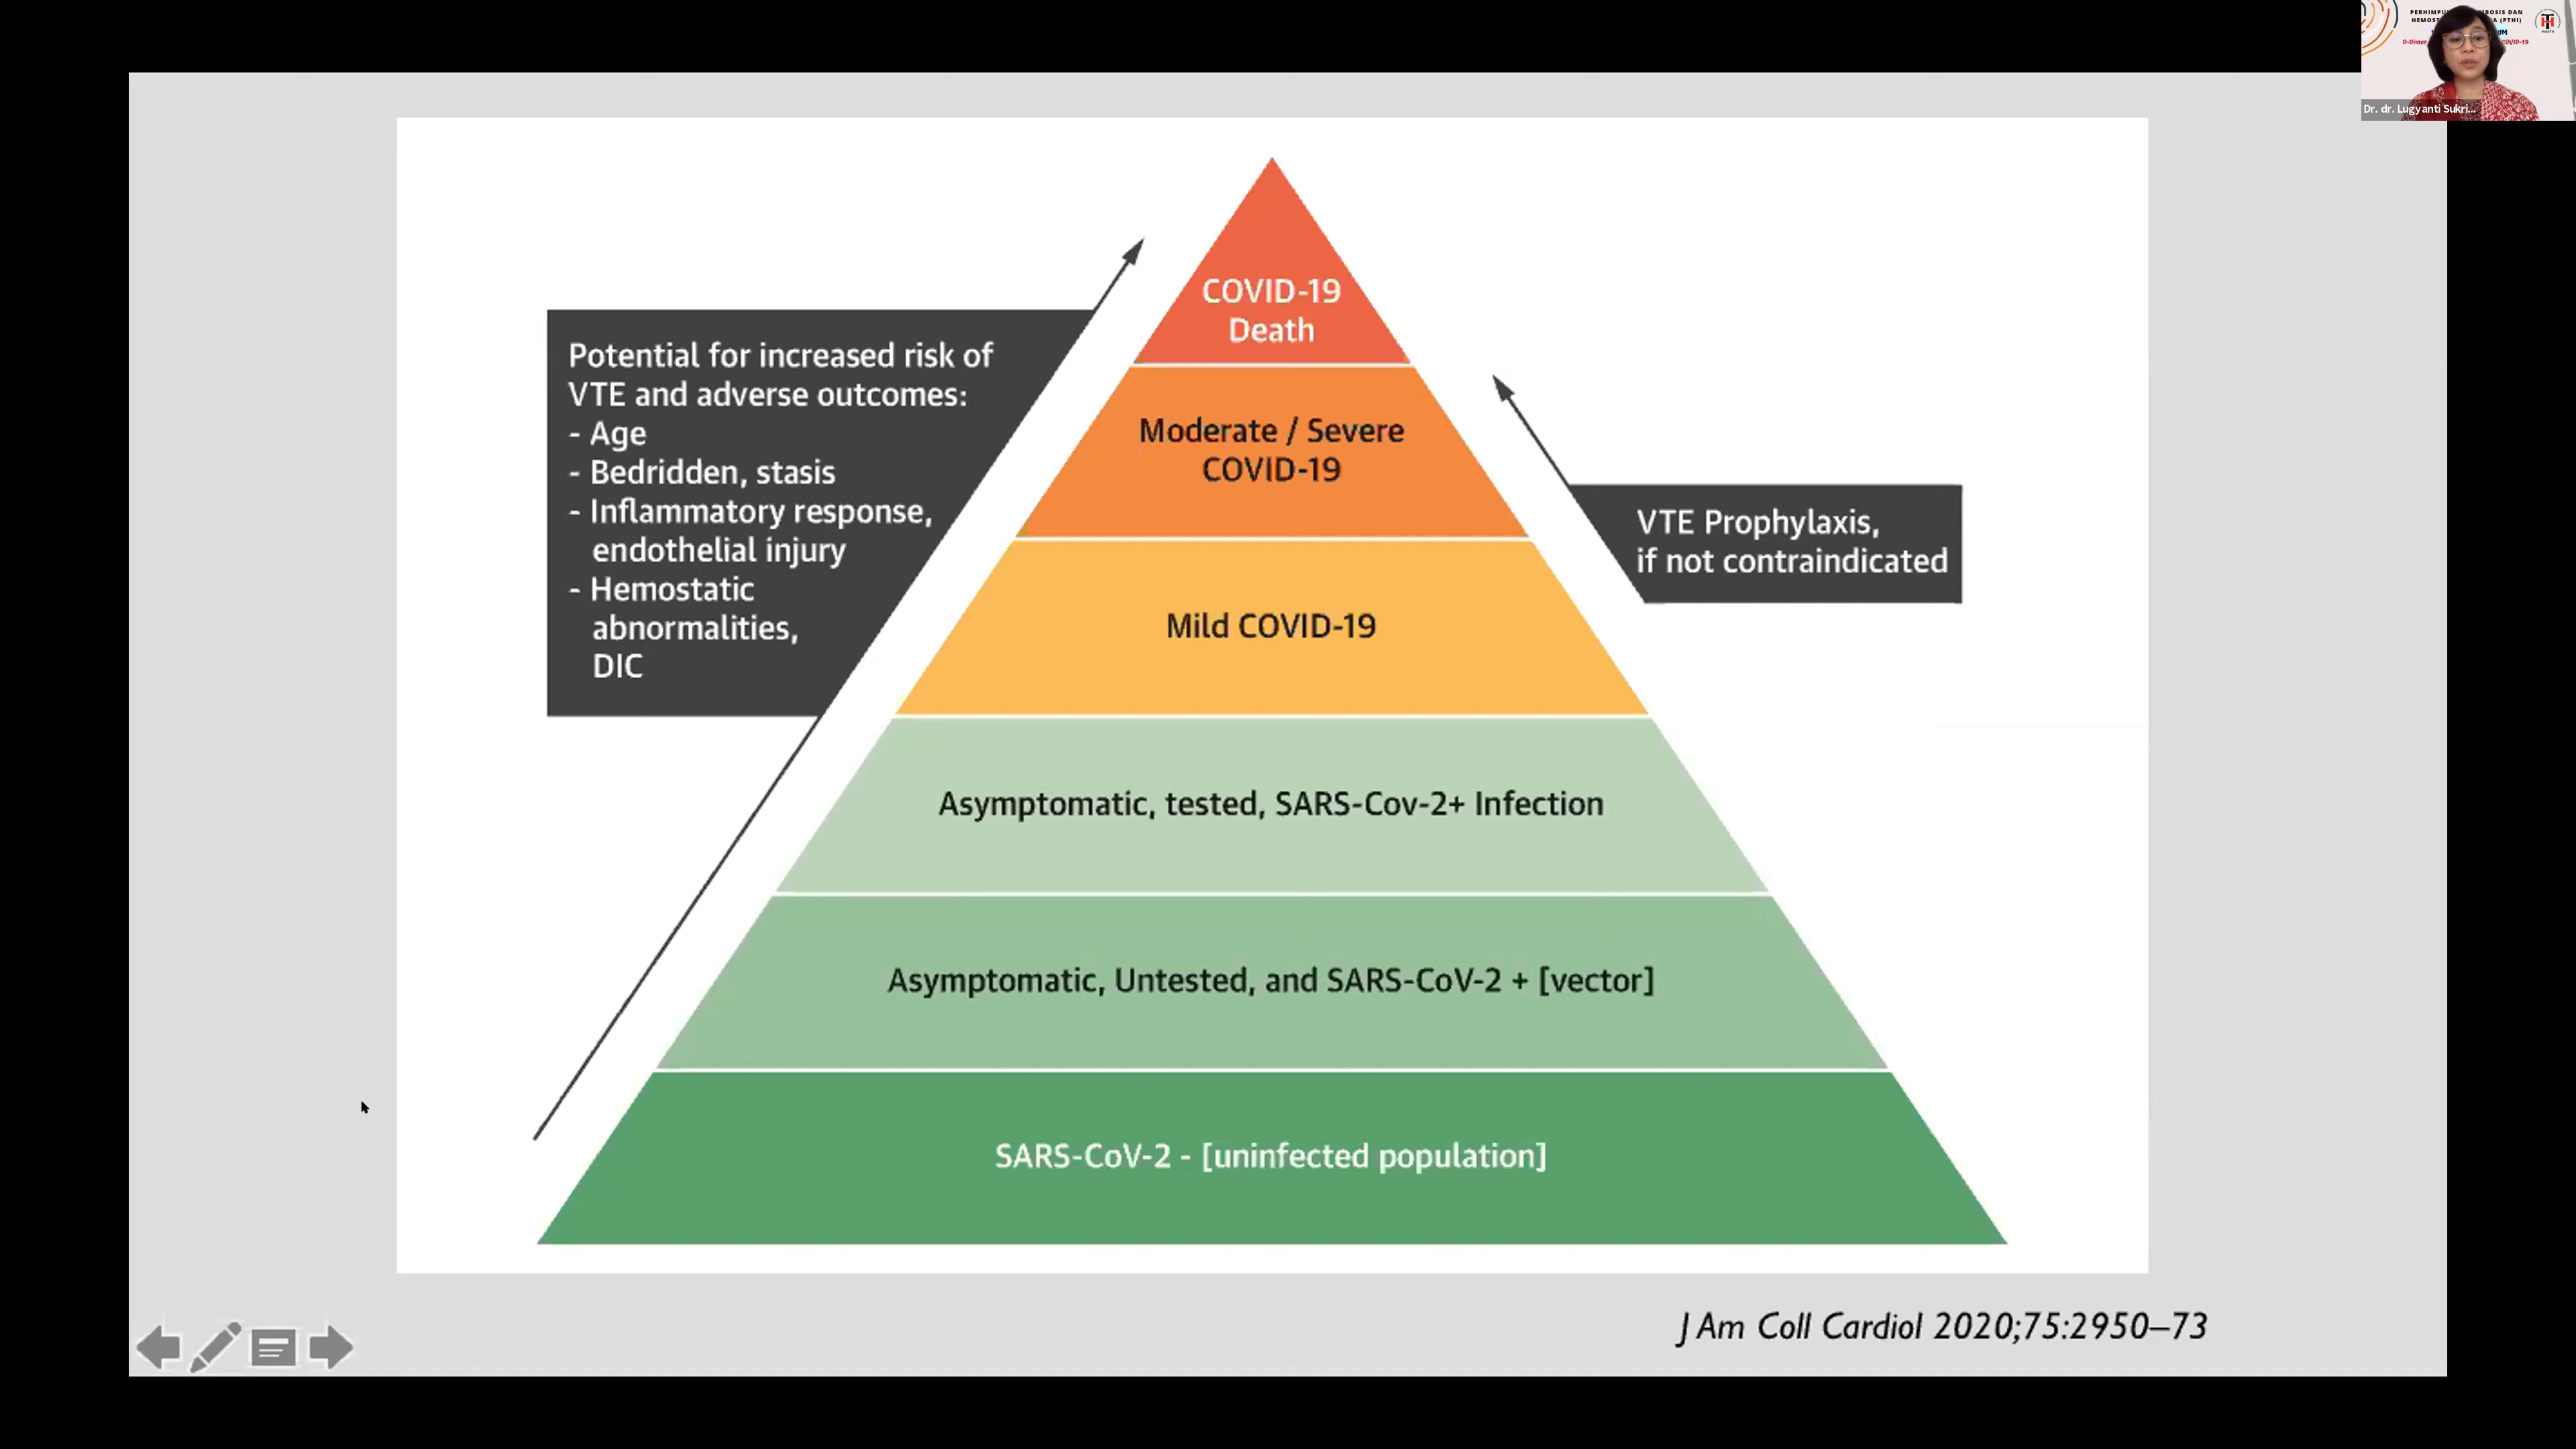 COVID-19
Death
Potential for increased risk of
VTE and adverse outcomes:
- Age
- Bedridden, stasis
- Inflammatory response,
endothelial injury
- Hemostatic
abnormalities,
DIC
Moderate / Severe
COVID-19
VTE Prophylaxis,
if not contraindicated
Mild COVID-19
Asymptomatic, tested, SARS-Cov-2+ Infection
Asymptomatic, Untested, and SARS-CoV-2 + [vector]
SARS-CoV-2 - [uninfected population]
J Am Coll Cardiol 2020;75:2950–73
DAN
(PTHI)
D-Dimer
Dr. dr. Lugyanti Sukri...